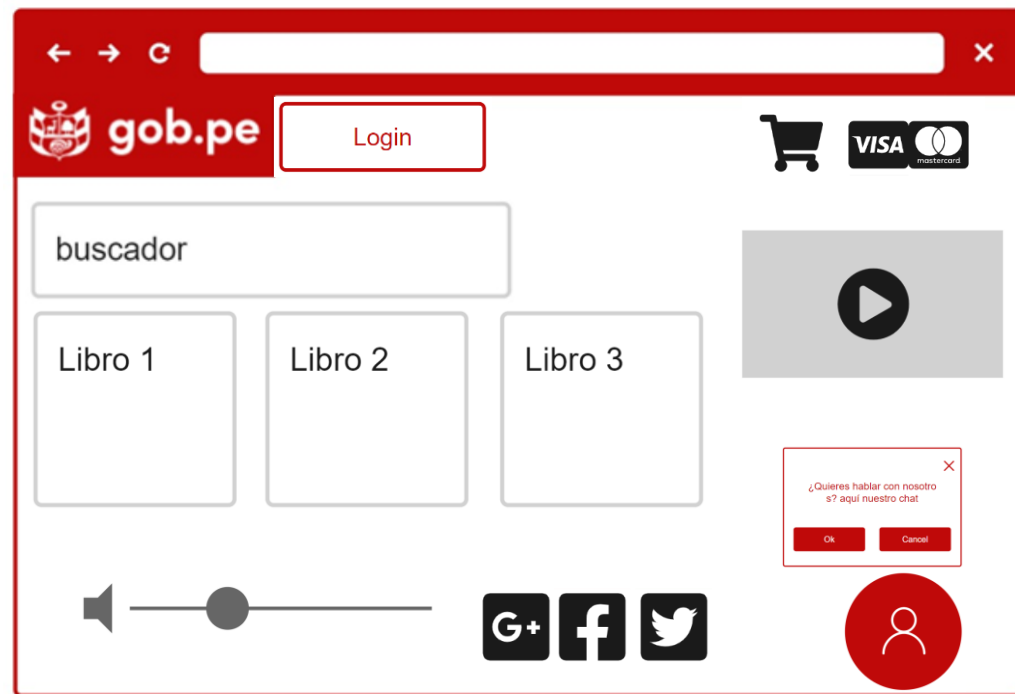 gob.pe
Login
VISA
mastercard
buscador
Libro 1
Libro 2
Libro 3
¿Quieres hablar con nosotro
s? aquí nuestro chat
Ok
Cancel
G+